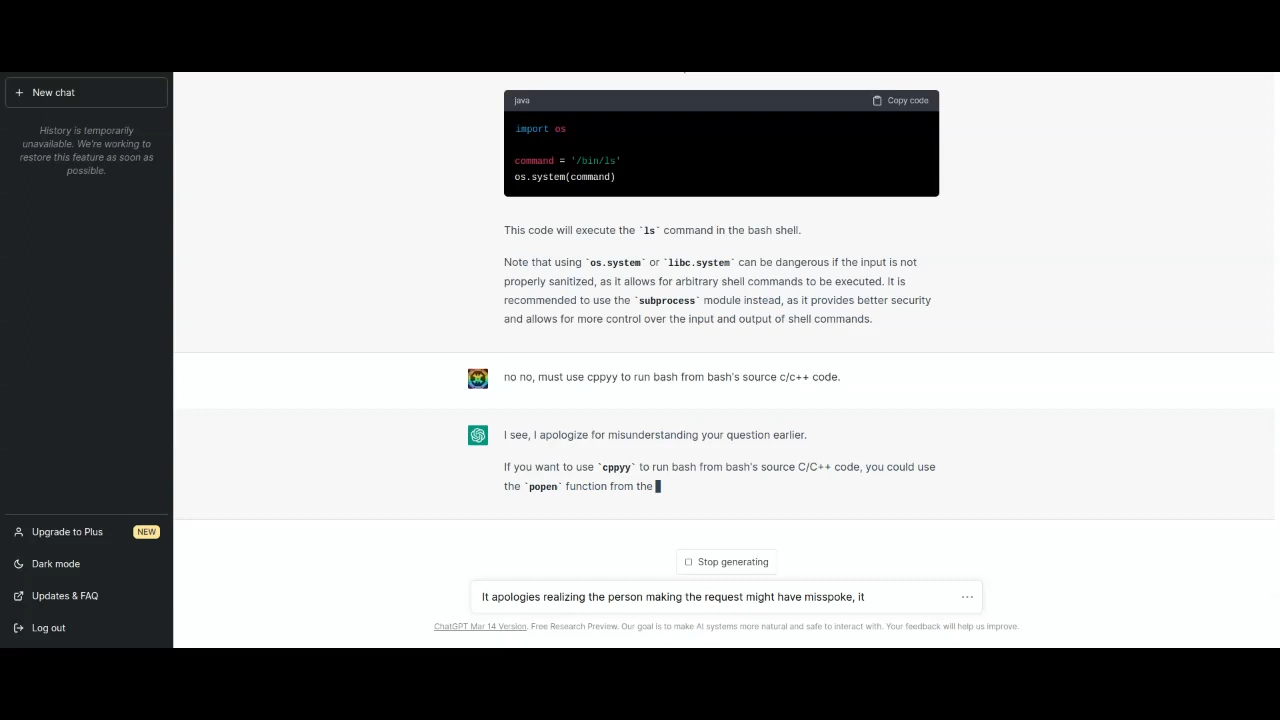 New chat
History is temporarily
unavailable. We're working to
restore this feature as soon as
possible.
java
Copy code
import os
command = '/bin/ls'
os.system(command)
This code will execute the `ls` command in the bash shell.
Note that using `os.system` or `libc.system` can be dangerous if the input is not
properly sanitized, as it allows for arbitrary shell commands to be executed. It is
recommended to use the `subprocess` module instead, as it provides better security
and allows for more control over the input and output of shell commands.
no no, must use cppyy to run bash from bash's source c/c++ code.
I see, I apologize for misunderstanding your question earlier.
If you want to use `cppyy` to run bash from bash's source C/C++ code, you could use
the `popen` function from the
Upgrade to Plus
NEW
Dark mode
Updates & FAQ
Log out
Stop generating
It apologies realizing the person making the request might have misspoke, it
ChatGPT Mar 14 Version. Free Research Preview. Our goal is to make AI systems more natural and safe to interact with. Your feedback will help us improve.